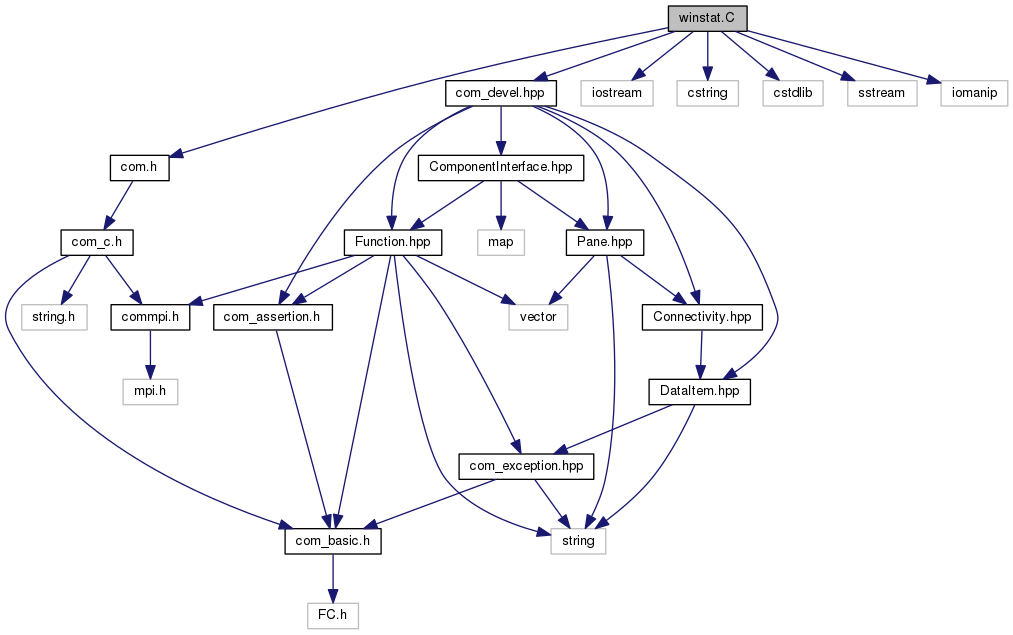 winstat.C
com_devel.hpp
iostream
cstring
cstdlib
sstream
iomanip
com.h
ComponentInterface.hpp
com_c.h
Function.hpp
map
Pane.hpp
string.h
commpi.h
com_assertion.h
vector
Connectivity.hpp
mpi.h
DataItem.hpp
com_exception.hpp
com_basic.h
string
FC.h